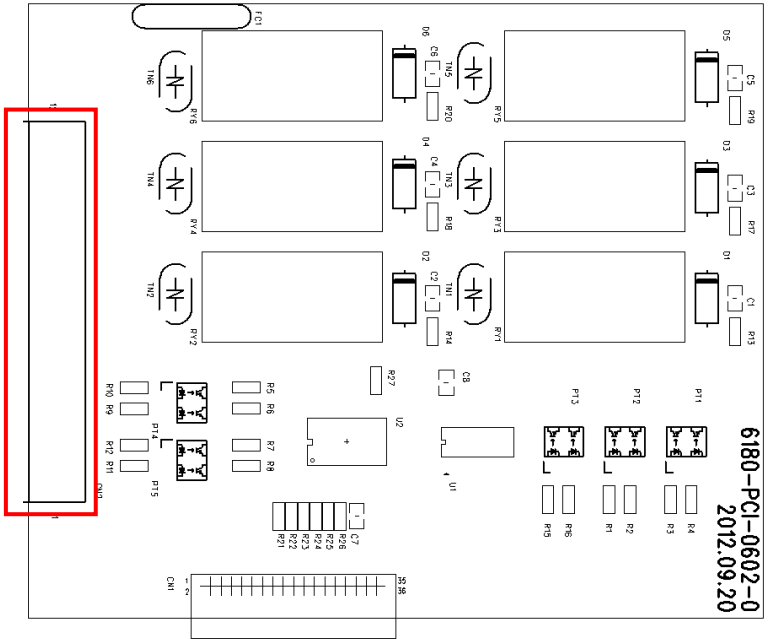 FC1
D6
D5
C6
TN5
C5
TN6
R20
R19
RY6
RY5
D4
D3
C4
TN3
C3
TN4
R18
R17
RY4
RY3
D2
D1
C2
TN1
C1
TN2
R14
R13
RY2
RY1
R27
C8
R10
R5
PT3
PT2
PT1
R9
R6
PT4
U2
R12
R7
R11
R8
PT5
U1
6180-PCI-0602-0
2012.09.20
R21
R22
R23
R24
R25
R26
C7
R15
R16
R1
R2
R3
R4
CN1
1
35
2
36